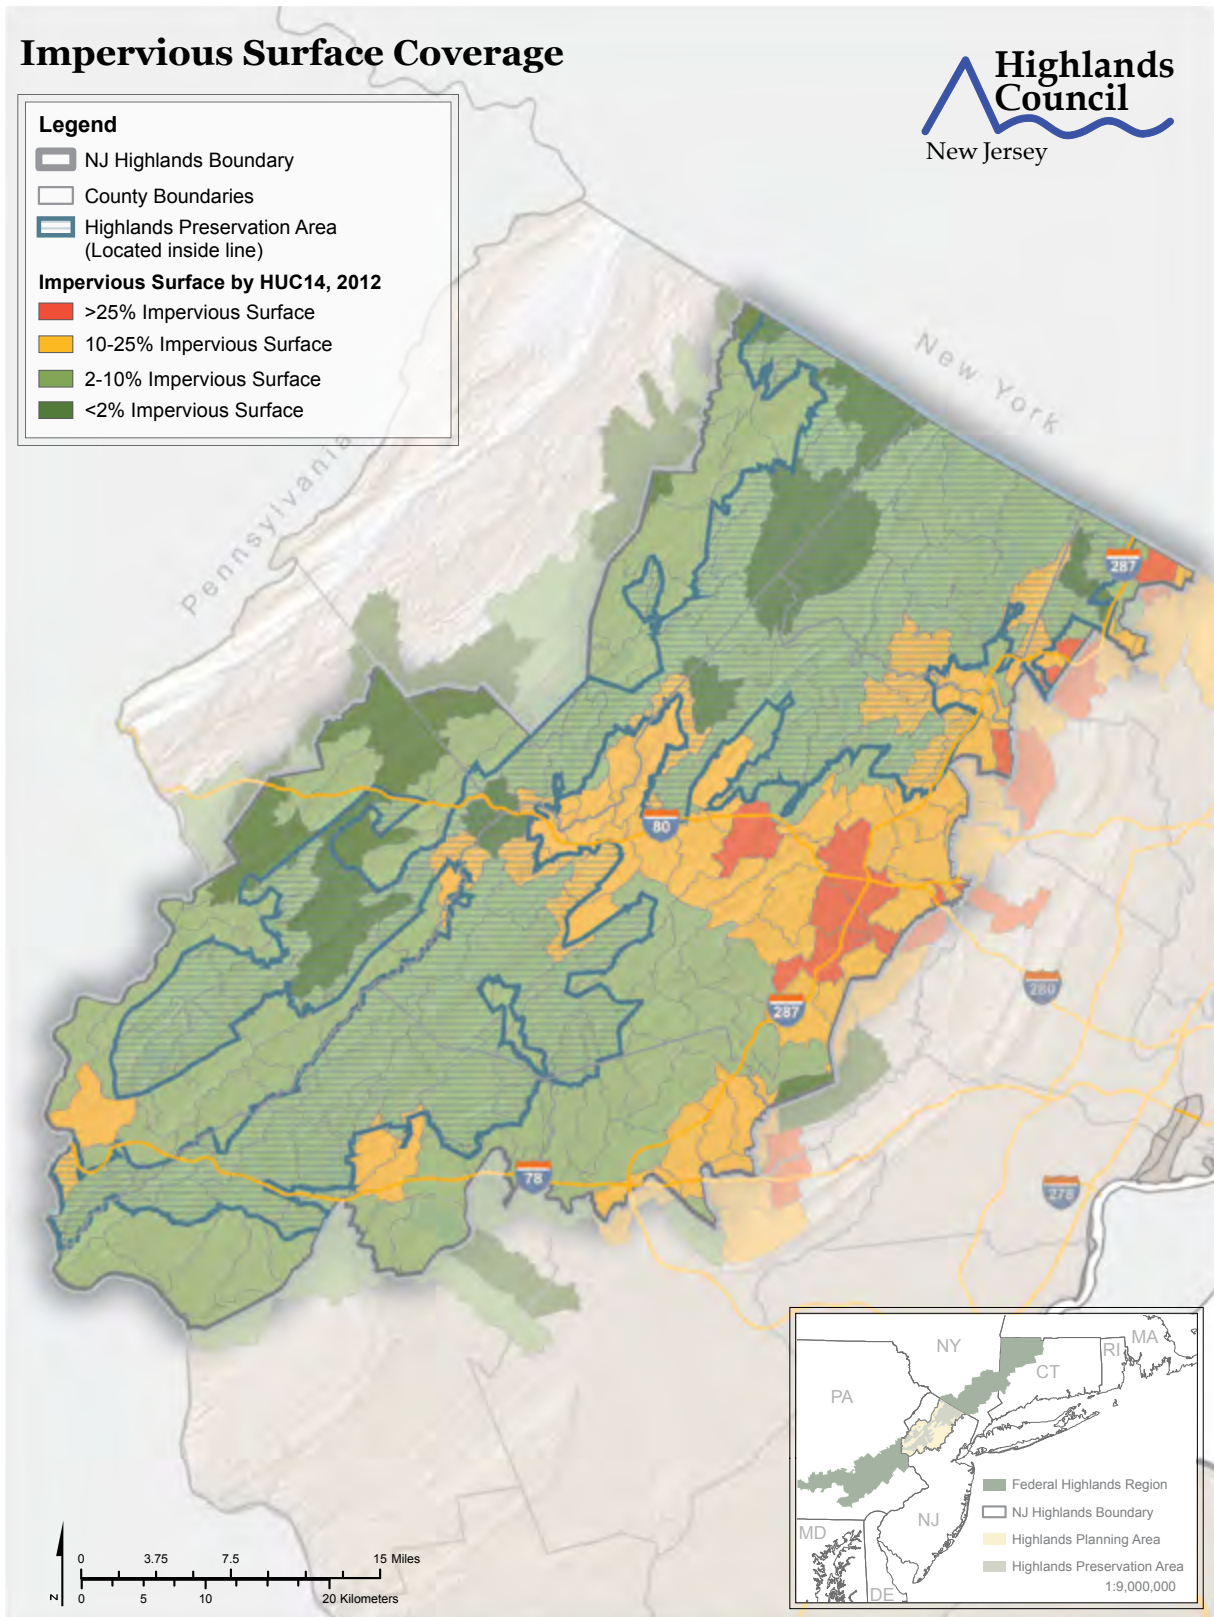 Impervious Surface Coverage
Highlands
Council
New Jersey
Legend
NJ Highlands Boundary
County Boundaries
Highlands Preservation Area
(Located inside line)
Impervious Surface by HUC14, 2012
>25% Impervious Surface
10-25% Impervious Surface
2-10% Impervious Surface
<2% Impervious Surface
New York
Pennsylvania
287
80
280
287
78
278
NY
MA
RI
CT
PA
NJ
MD
DE
Federal Highlands Region
NJ Highlands Boundary
Highlands Planning Area
Highlands Preservation Area
1:9,000,000
N
0 3.75 7.5 15 Miles
0 5 10 20 Kilometers